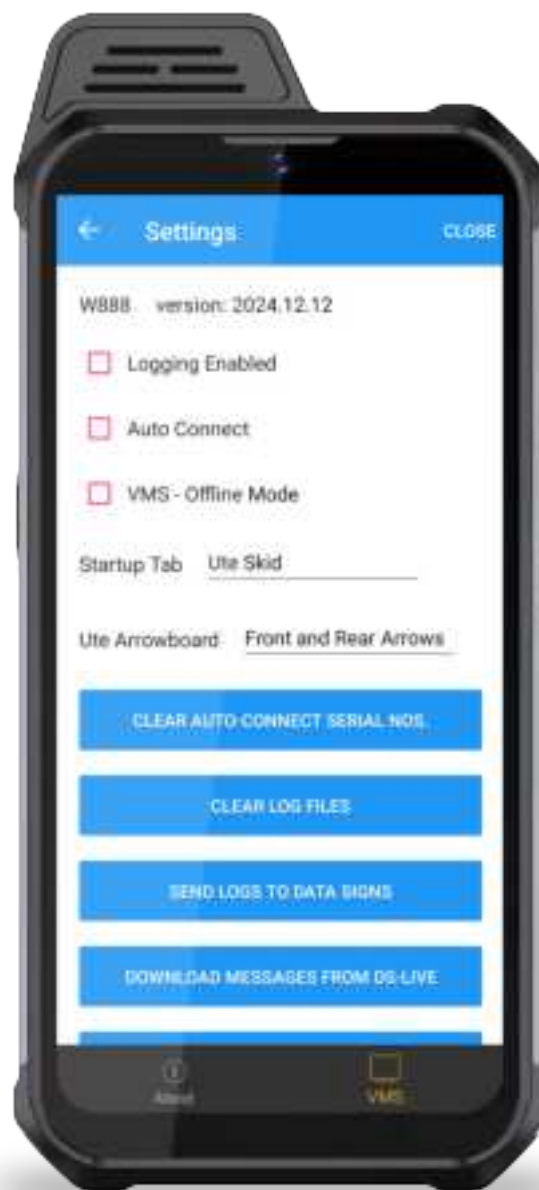 Settings
CLOSE
W888 version: 2024.12.12
Logging Enabled
Auto Connect
VMS - Offline Mode
Startup Tab Ute Skid
Ute Arrowboard Front and Rear Arrows
CLEAR AUTO CONNECT SERIAL NOS.
CLEAR LOG FILES
SEND LOGS TO DATA SIGNS
DOWNLOAD MESSAGES FROM DS-LIVE
About
VMS